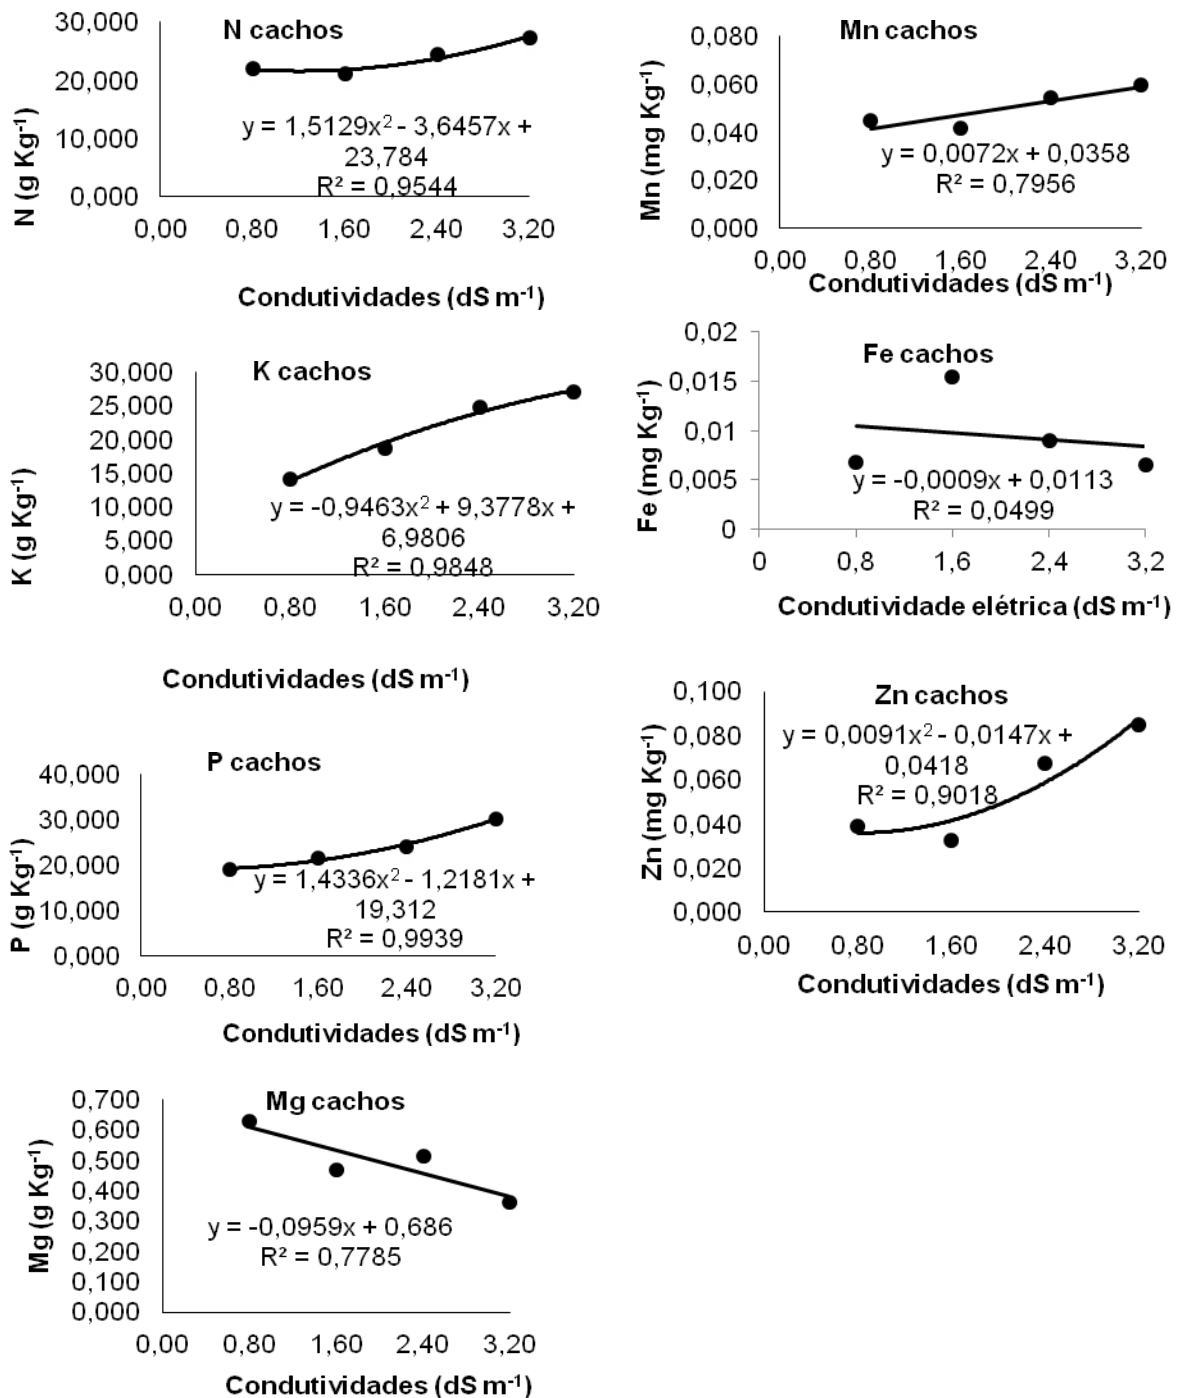 N cachos
30,000
20,000
10,000
0,000
N (g Kg⁻¹)
y = 1,5129x² - 3,6457x +
23,784
R² = 0,9544
0,00 0,80 1,60 2,40 3,20
Condutividades (dS m⁻¹)
Mn cachos
0,080
0,060
0,040
0,020
0,000
Mn (mg Kg⁻¹)
y = 0,0072x + 0,0358
R² = 0,7956
0,00 0,80 1,60 2,40 3,20
Condutividades (dS m⁻¹)
K cachos
30,000
25,000
20,000
15,000
10,000
5,000
0,000
K (g Kg⁻¹)
y = -0,9463x² + 9,3778x +
6,9806
R² = 0,9848
0,00 0,80 1,60 2,40 3,20
Condutividades (dS m⁻¹)
Fe cachos
0,02
0,015
0,01
0,005
0
Fe (mg Kg⁻¹)
y = -0,0009x + 0,0113
R² = 0,0499
0 0,8 1,6 2,4 3,2
Condutividade elétrica (dS m⁻¹)
P cachos
40,000
30,000
20,000
10,000
0,000
P (g Kg⁻¹)
y = 1,4336x² - 1,2181x +
19,312
R² = 0,9939
0,00 0,80 1,60 2,40 3,20
Condutividades (dS m⁻¹)
Zn cachos
0,100
0,080
0,060
0,040
0,020
0,000
Zn (mg Kg⁻¹)
y = 0,0091x² - 0,0147x +
0,0418
R² = 0,9018
0,00 0,80 1,60 2,40 3,20
Condutividades (dS m⁻¹)
Mg cachos
0,700
0,600
0,500
0,400
0,300
0,200
0,100
0,000
Mg (g Kg⁻¹)
y = -0,0959x + 0,686
R² = 0,7785
0,00 0,80 1,60 2,40 3,20
Condutividades (dS m⁻¹)